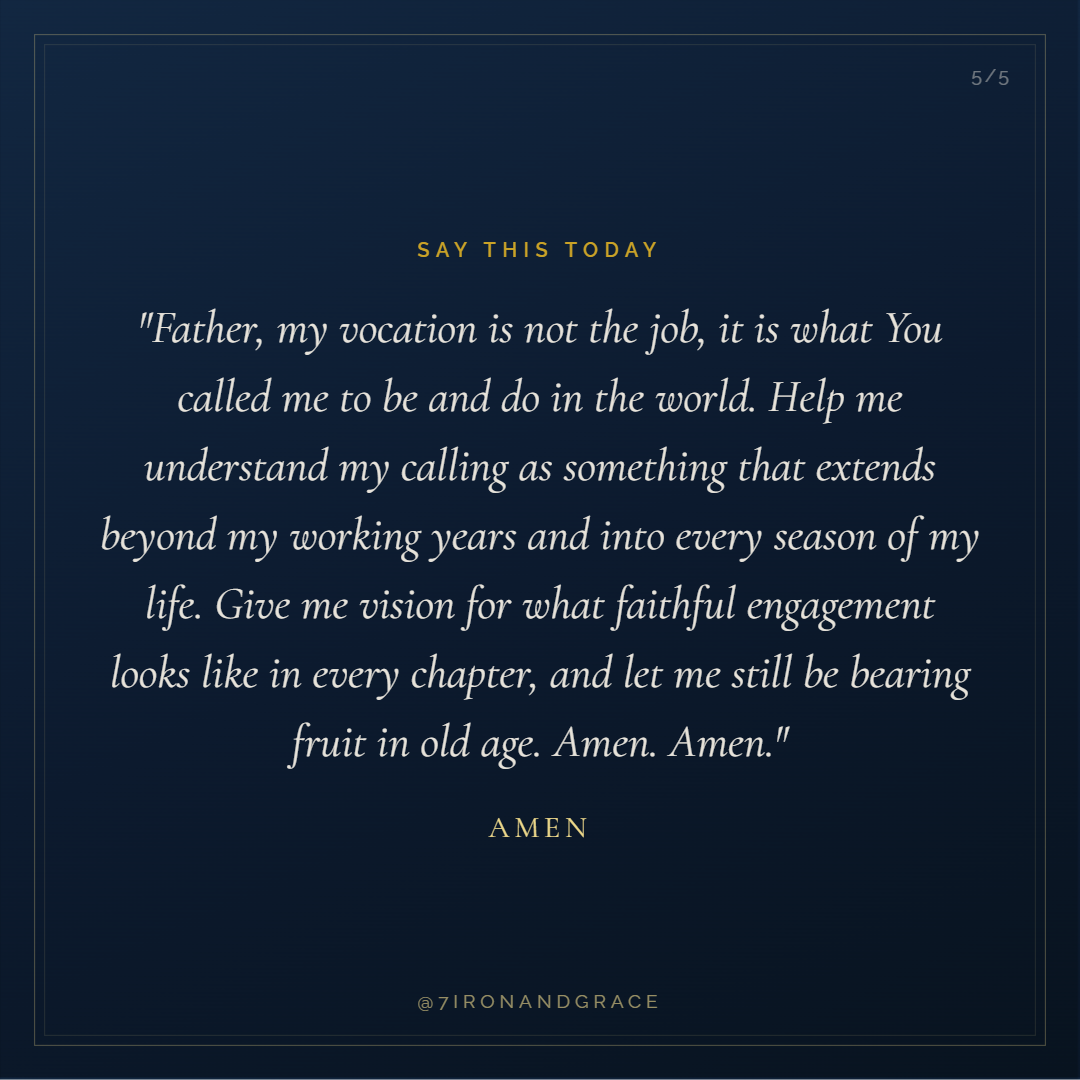 5/5
SAY THIS TODAY
"Father, my vocation is not the job, it is what You
called me to be and do in the world. Help me
understand my calling as something that extends
beyond my working years and into every season of my
life. Give me vision for what faithful engagement
looks like in every chapter, and let me still be bearing
fruit in old age. Amen. Amen."
AMEN
@7IRONANDGRACE